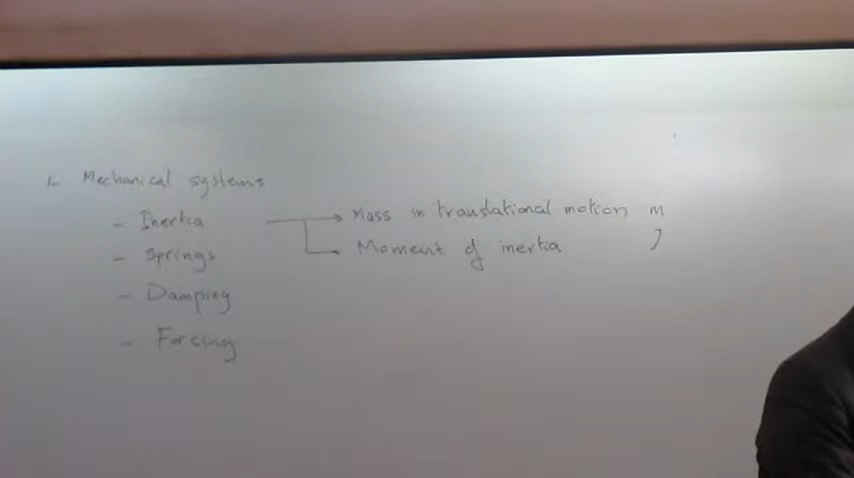 1. Mechanical systems
- Inertia → Mass in translational motion m
→ Moment of inertia J
- Springs
- Damping
- Forcing